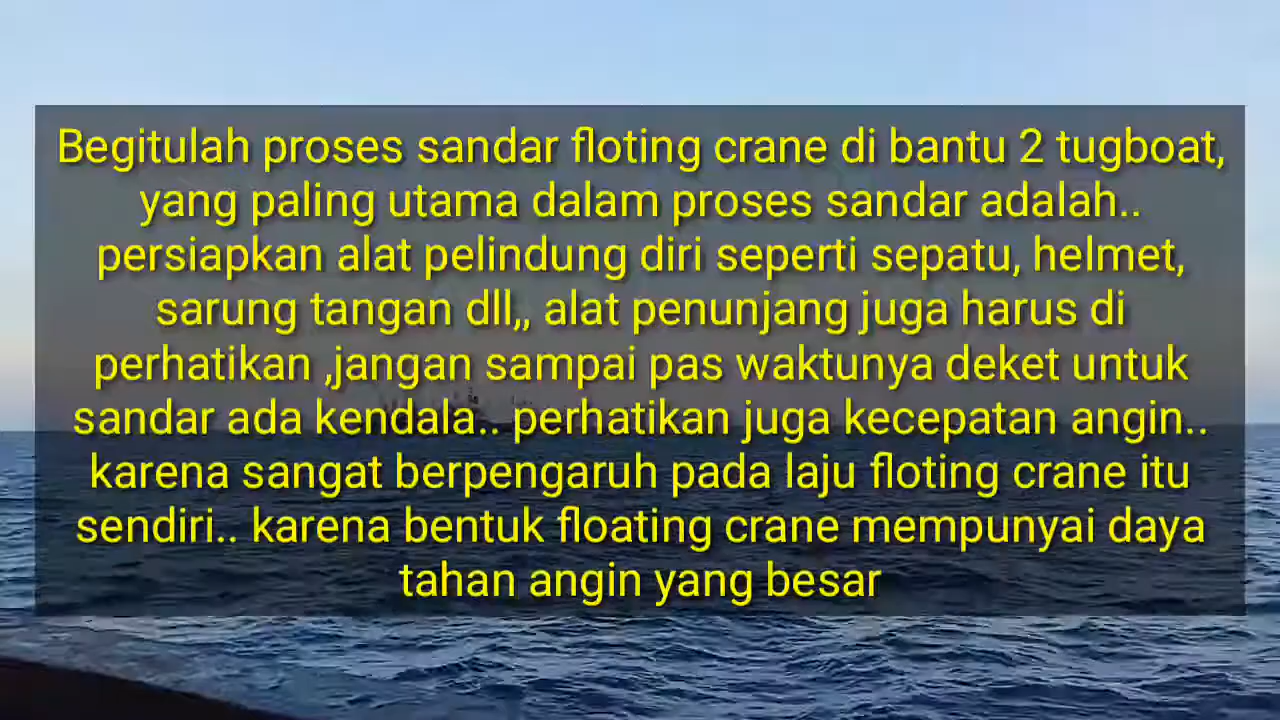 Begitulah proses sandar floting crane di bantu 2 tugboat,
yang paling utama dalam proses sandar adalah..
persiapkan alat pelindung diri seperti sepatu, helmet,
sarung tangan dll,, alat penunjang juga harus di
perhatikan ,jangan sampai pas waktunya deket untuk
sandar ada kendala.. perhatikan juga kecepatan angin..
karena sangat berpengaruh pada laju floting crane itu
sendiri.. karena bentuk floating crane mempunyai daya
tahan angin yang besar